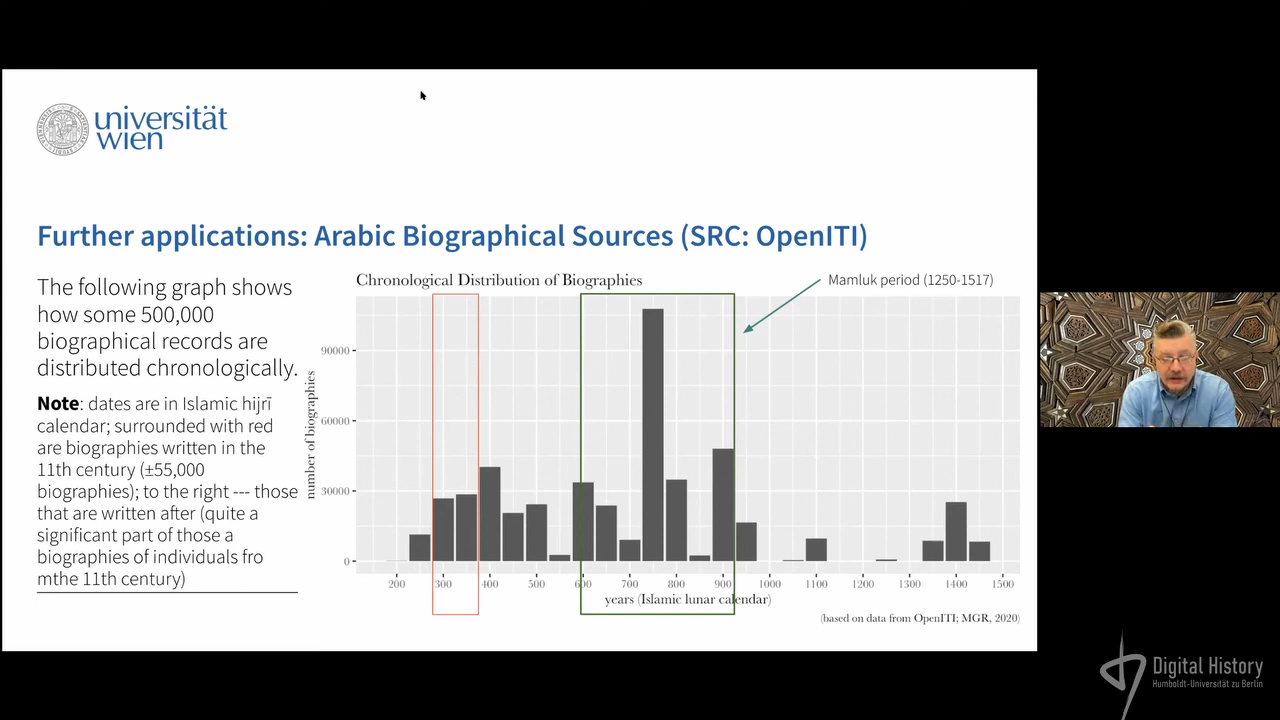 universität
wien
Further applications: Arabic Biographical Sources (SRC: OpenITI)
The following graph shows
how some 500,000
biographical records are
distributed chronologically.
Note: dates are in Islamic hijrī
calendar; surrounded with red
are biographies written in the
11th century (±55,000
biographies); to the right --- those
that are written after (quite a
significant part of those a
biographies of individuals fro
mthe 11th century)
Chronological Distribution of Biographies
Mamluk period (1250-1517)
number of biographies
90000
60000
30000
0
200 300 400 500 600 700 800 900 1000 1100 1200 1300 1400 1500
years (Islamic lunar calendar)
(based on data from OpenITI; MGR, 2020)
Digital History
Humboldt-Universität zu Berlin